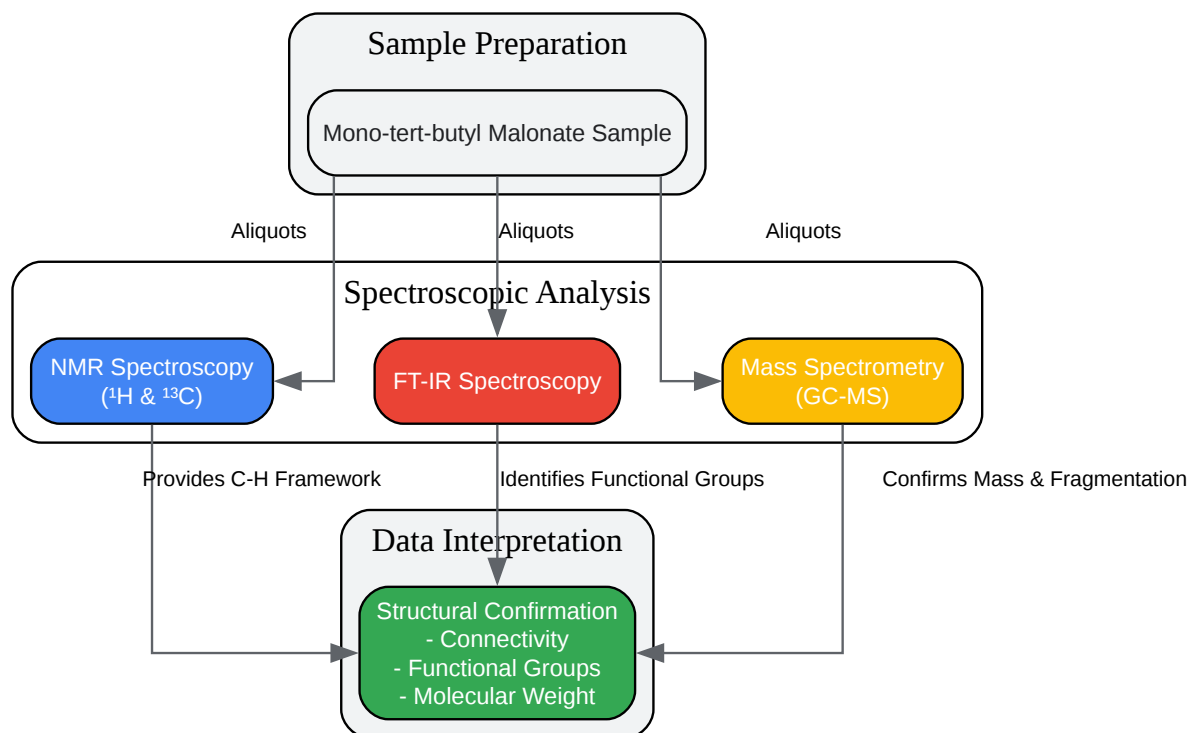 Sample Preparation
Mono-tert-butyl Malonate Sample
Aliquots
Aliquots
Aliquots
Spectroscopic Analysis
NMR Spectroscopy
(¹H & ¹³C)
FT-IR Spectroscopy
Mass Spectrometry
(GC-MS)
Provides C-H Framework
Identifies Functional Groups
Confirms Mass & Fragmentation
Data Interpretation
Structural Confirmation
- Connectivity
- Functional Groups
- Molecular Weight